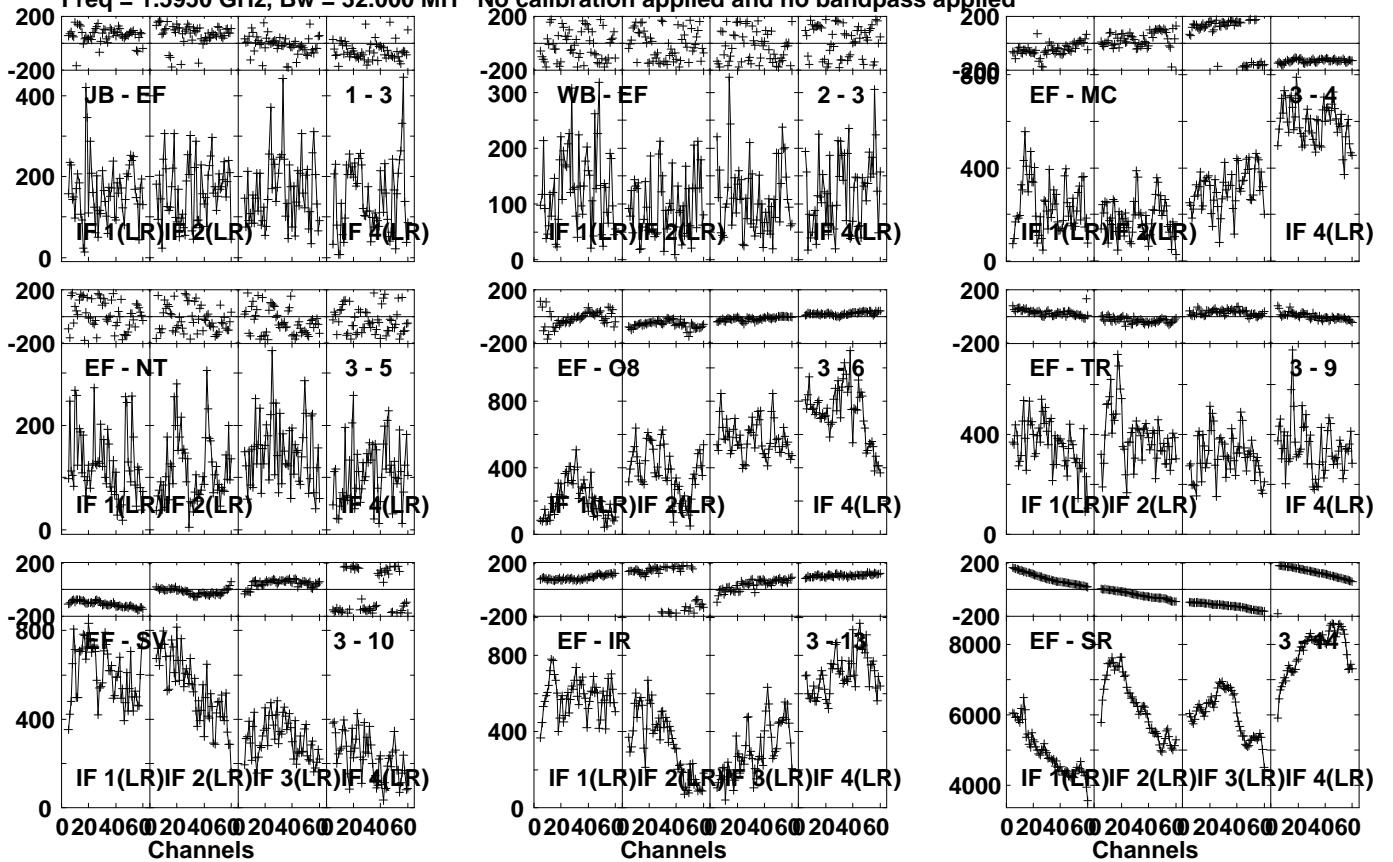 Freq = 1.5950 GHz, Bw = 32.000 MH No calibration applied and no bandpass applied
200
-200
JB - EF 1 - 3
400
200
0
IF 1(LR) IF 2(LR) IF 4(LR)
WB - EF 2 - 3
300
200
100
0
IF 1(LR) IF 2(LR) IF 4(LR)
200
-200
800
EF - MC 3 - 4
400
0
IF 1(LR) IF 2(LR) IF 4(LR)
200
-200
EF - NT 3 - 5
200
0
IF 1(LR) IF 2(LR) IF 4(LR)
EF - O8 3 - 6
800
400
0
IF 1(LR) IF 2(LR) IF 4(LR)
200
-200
EF - TR 3 - 9
400
0
IF 1(LR) IF 2(LR) IF 4(LR)
200
-200
800
EF - SV 3 - 10
400
0
IF 1(LR) IF 2(LR) IF 3(LR) IF 4(LR)
0 20 40 60 0 20 40 60 0 20 40 60 0 20 40 60
Channels
200
-200
EF - IR 3 - 13
800
400
0
IF 1(LR) IF 2(LR) IF 3(LR) IF 4(LR)
0 20 40 60 0 20 40 60 0 20 40 60 0 20 40 60
Channels
200
-200
EF - SR 3 - 14
8000
6000
4000
IF 1(LR) IF 2(LR) IF 3(LR) IF 4(LR)
0 20 40 60 0 20 40 60 0 20 40 60 0 20 40 60
Channels